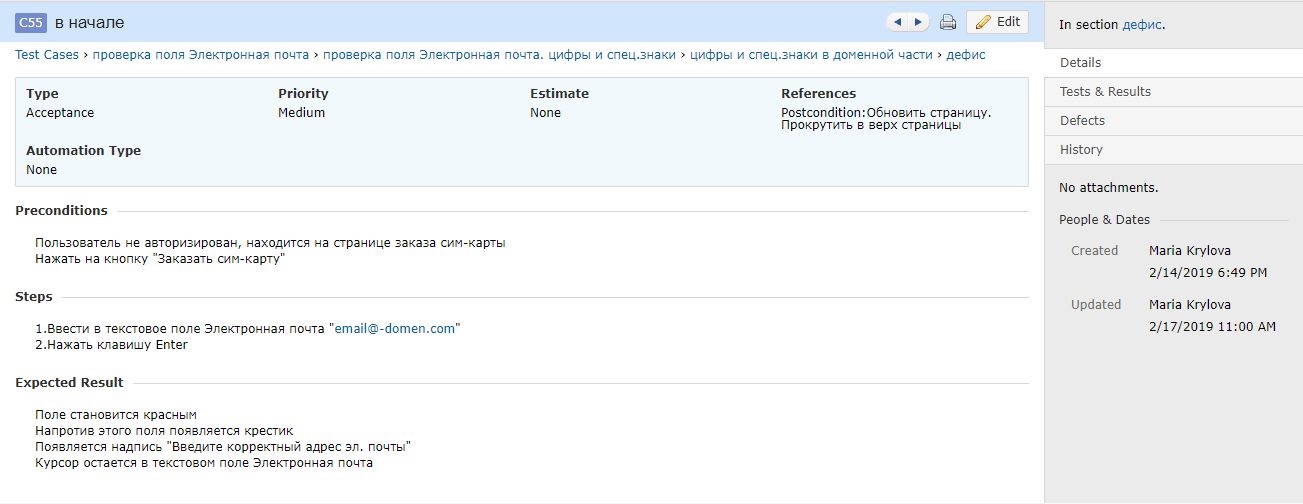 C55 в начале
Edit
Test Cases › проверка поля Электронная почта › проверка поля Электронная почта. цифры и спец.знаки › цифры и спец.знаки в доменной части › дефис
Type
Acceptance
Priority
Medium
Estimate
None
References
Postcondition:Обновить страницу.
Прокрутить в верх страницы
Automation Type
None
Preconditions
Пользователь не авторизирован, находится на странице заказа сим-карты
Нажать на кнопку "Заказать сим-карту"
Steps
1.Ввести в текстовое поле Электронная почта "email@-domen.com"
2.Нажать клавишу Enter
Expected Result
Поле становится красным
Напротив этого поля появляется крестик
Появляется надпись "Введите корректный адрес эл. почты"
Курсор остается в текстовом поле Электронная почта
In section дефис.
Details
Tests & Results
Defects
History
No attachments.
People & Dates
Created
Maria Krylova
2/14/2019 6:49 PM
Updated
Maria Krylova
2/17/2019 11:00 AM